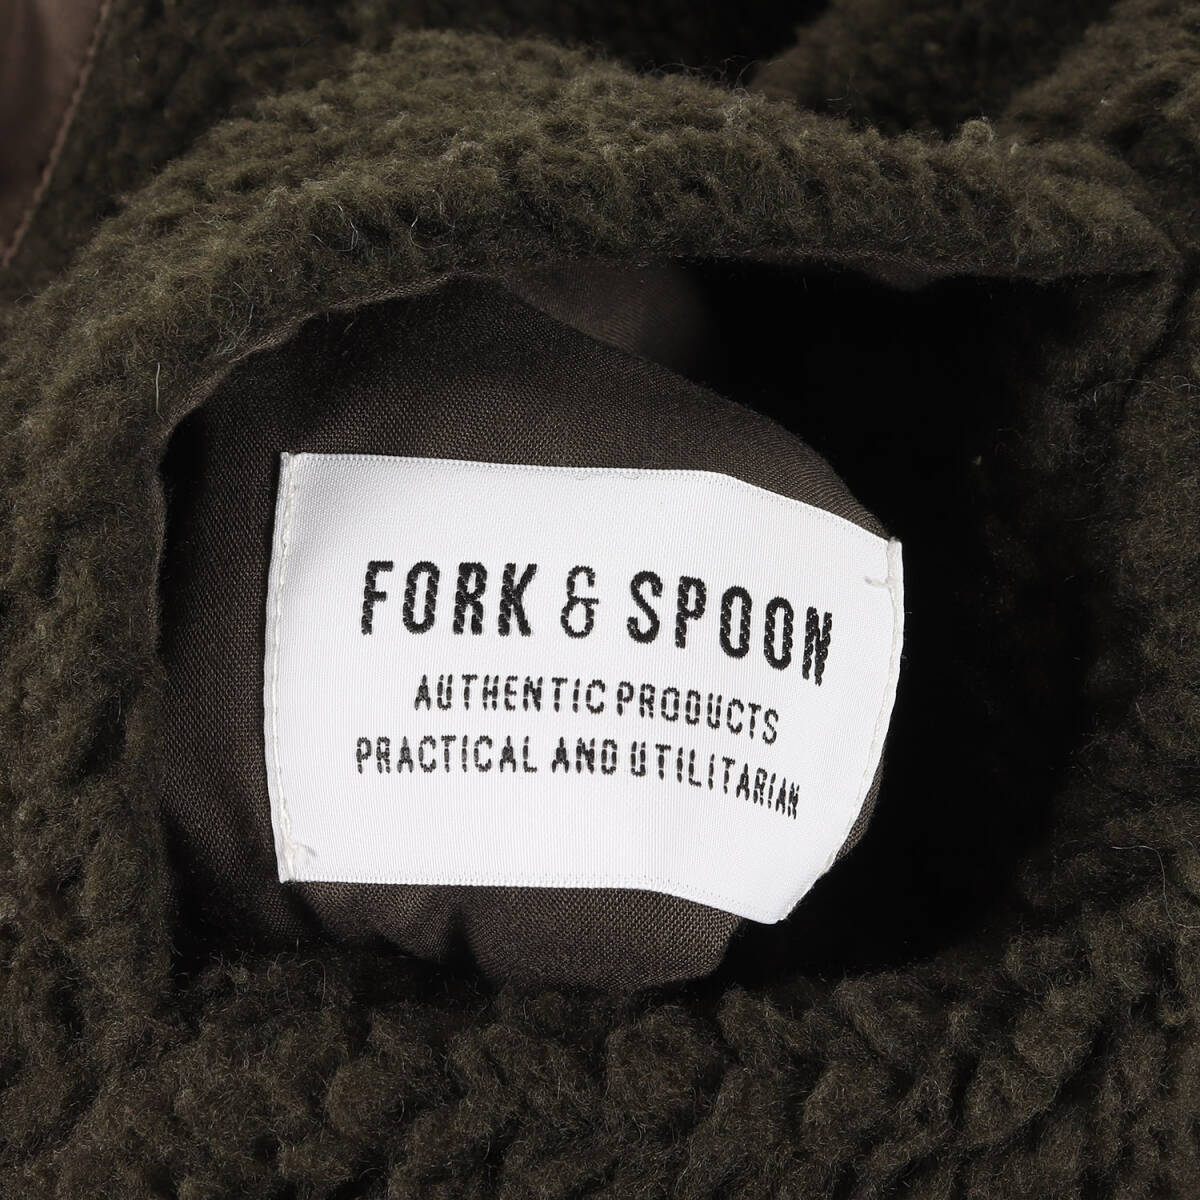 FORK & SPOON
AUTHENTIC PRODUCTS
PRACTICAL AND UTILITARIAN